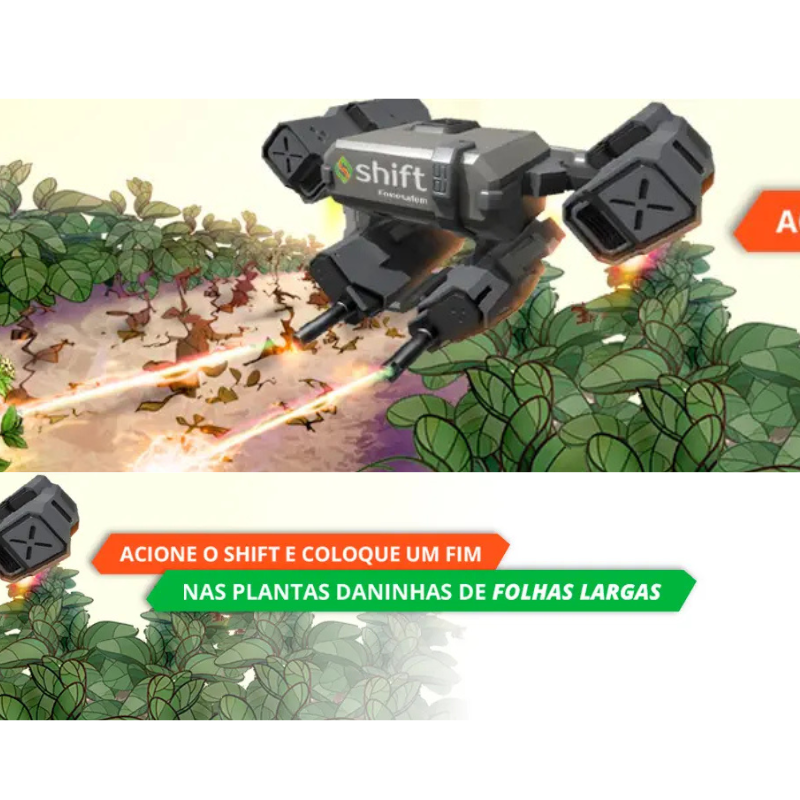 shift
A
ACIONE O SHIFT E COLOQUE UM FIM
NAS PLANTAS DANINHAS DE FOLHAS LARGAS